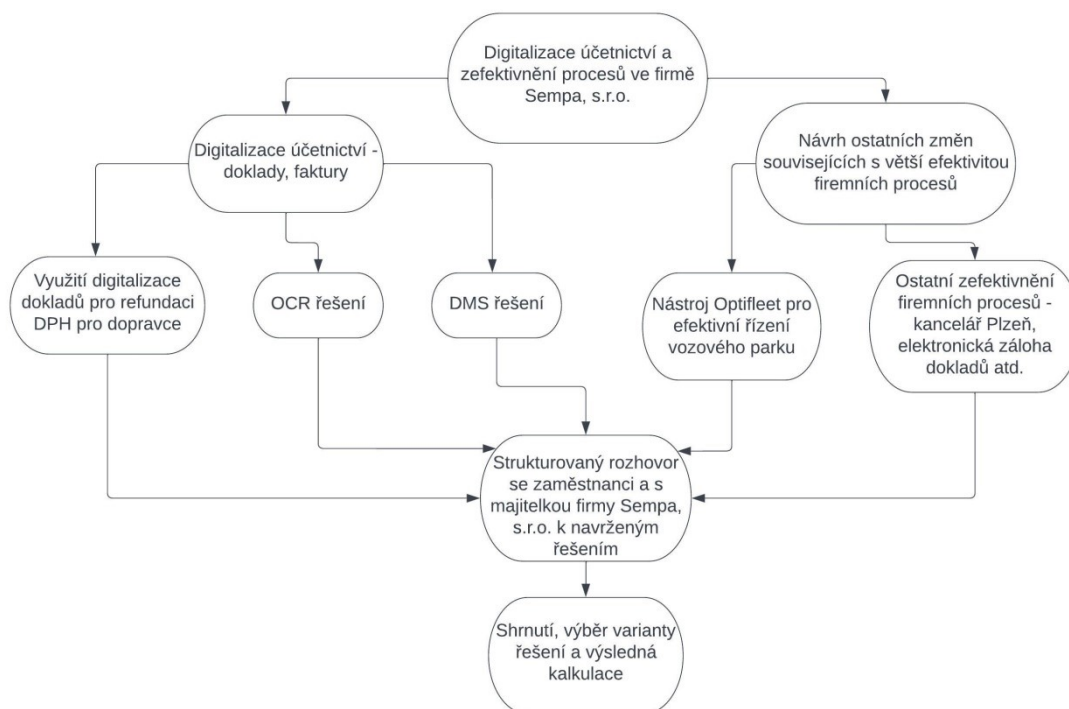 Digitalizace účetnictví a
zefektivnění procesů ve firmě
Sempa, s.r.o.
Digitalizace účetnictví -
doklady, faktury
Návrh ostatních změn
souvisejících s větší efektivitou
firemních procesů
Využití digitalizace
dokladů pro refundaci
DPH pro dopravce
OCR řešení
DMS řešení
Nástroj Optifleet pro
efektivní řízení
vozového parku
Ostatní zefektivnění
firemních procesů -
kancelář Plzeň,
elektronická záloha
dokladů atd.
Strukturovaný rozhovor
se zaměstnanci a s
majitelkou firmy Sempa,
s.r.o. k navrženým
řešením
Shrnutí, výběr varianty
řešení a výsledná
kalkulace